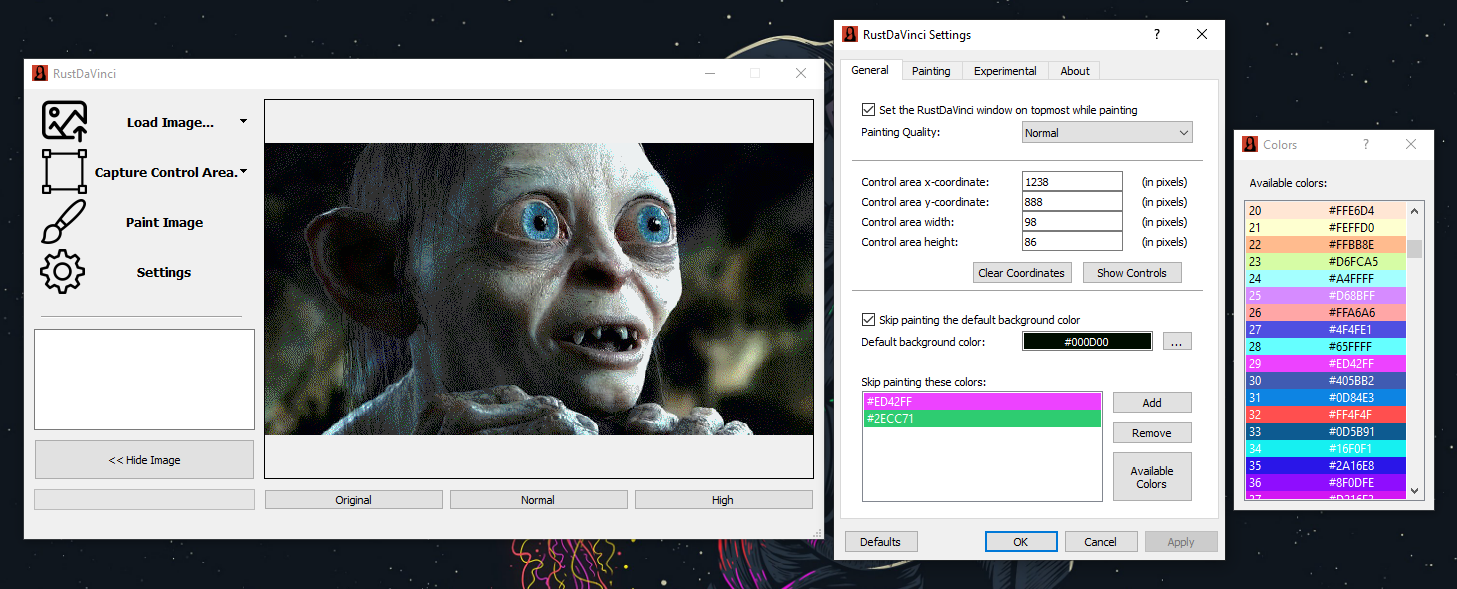 RustDaVinci
Load Image...
Capture Control Area.
Paint Image
Settings
<< Hide Image
Original
Normal
High
RustDaVinci Settings
?
General
Painting
Experimental
About
Set the RustDaVinci window on topmost while painting
Painting Quality:
Normal
Control area x-coordinate:
1238
(in pixels)
Control area y-coordinate:
888
(in pixels)
Control area width:
98
(in pixels)
Control area height:
86
(in pixels)
Clear Coordinates
Show Controls
Skip painting the default background color
Default background color:
#000D00
...
Skip painting these colors:
#ED42FF
#2ECC71
Add
Remove
Available
Colors
Defaults
OK
Cancel
Apply
Colors
?
Available colors:
20 #FFE6D4
21 #FEFFD0
22 #FFBB8E
23 #D6FCA5
24 #A4FFFF
25 #D68BFF
26 #FFA6A6
27 #4F4FE1
28 #65FFFF
29 #ED42FF
30 #405BB2
31 #0D84E3
32 #FF4F4F
33 #0D5B91
34 #16F0F1
35 #2A16E8
36 #8F0DFE